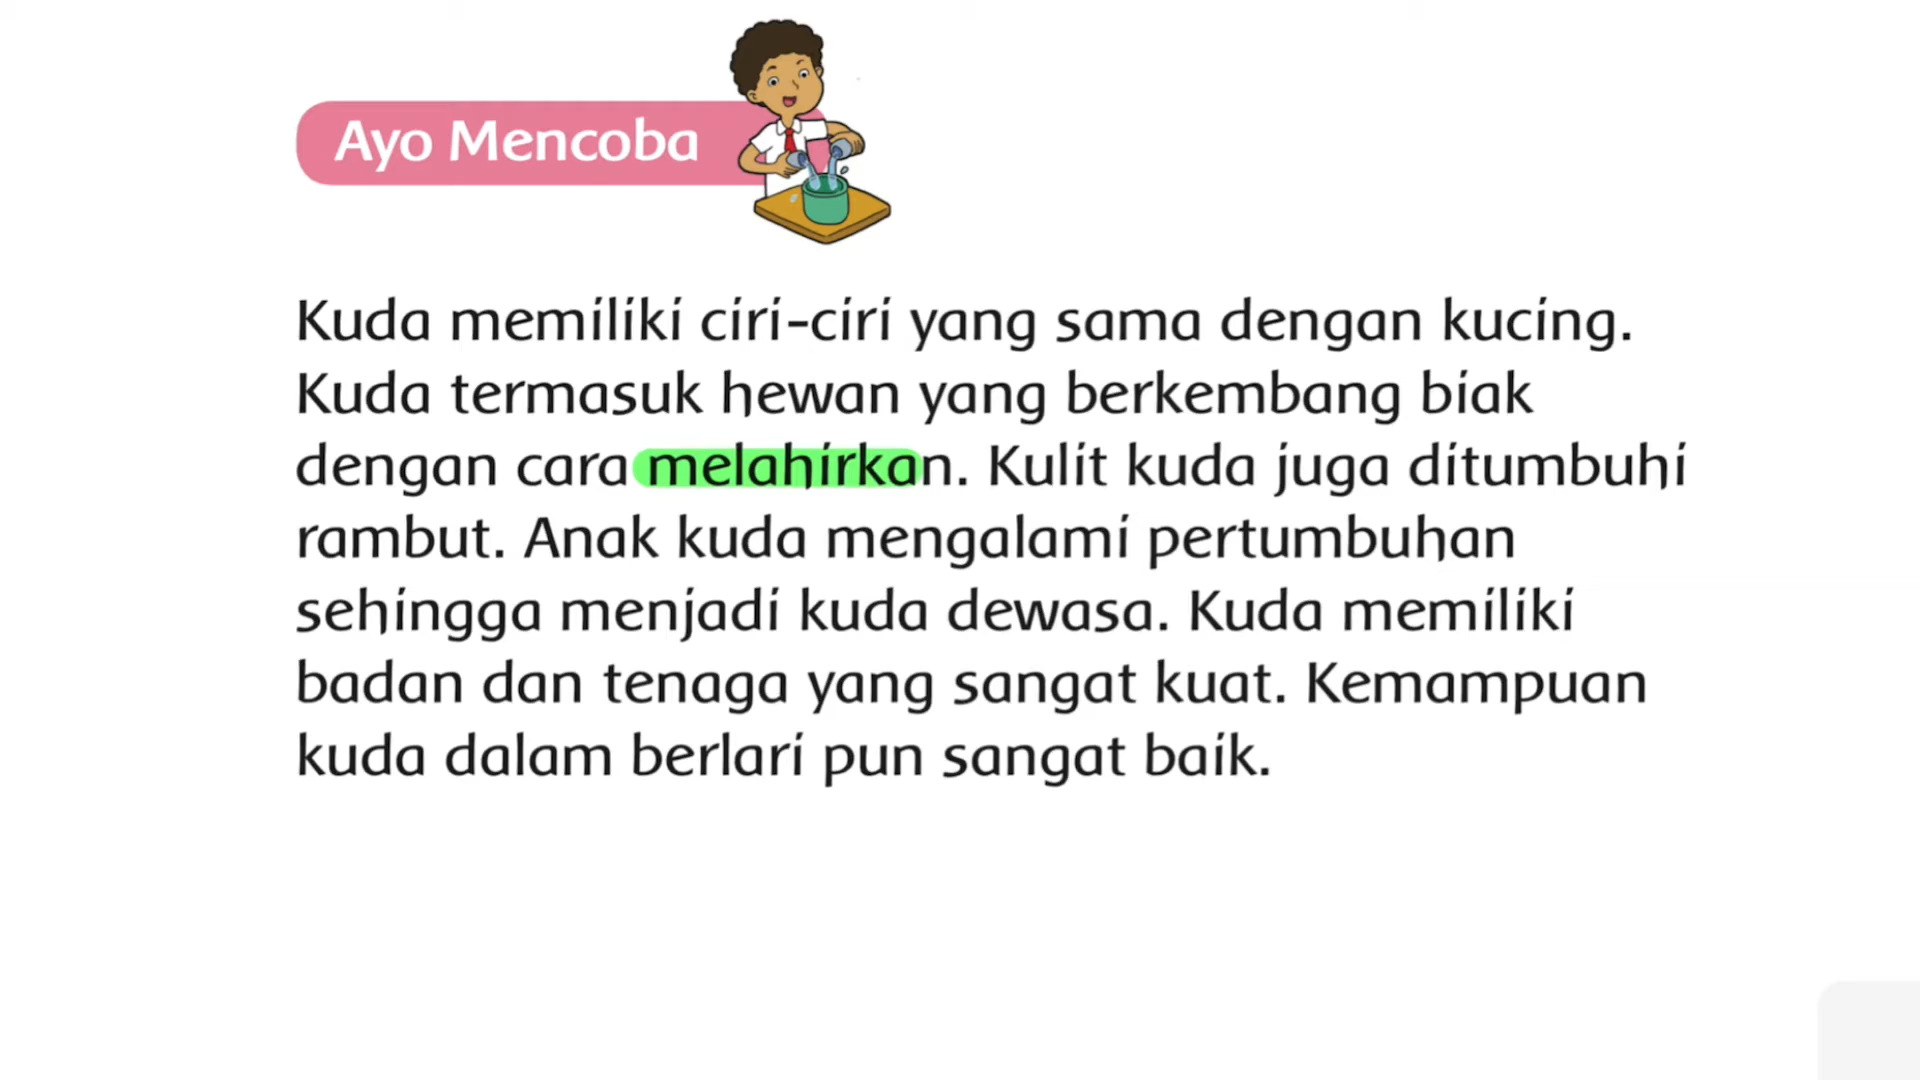 Ayo Mencoba
Kuda memiliki ciri-ciri yang sama dengan kucing.
Kuda termasuk hewan yang berkembang biak
dengan cara melahirkan. Kulit kuda juga ditumbuhi
rambut. Anak kuda mengalami pertumbuhan
sehingga menjadi kuda dewasa. Kuda memiliki
badan dan tenaga yang sangat kuat. Kemampuan
kuda dalam berlari pun sangat baik.